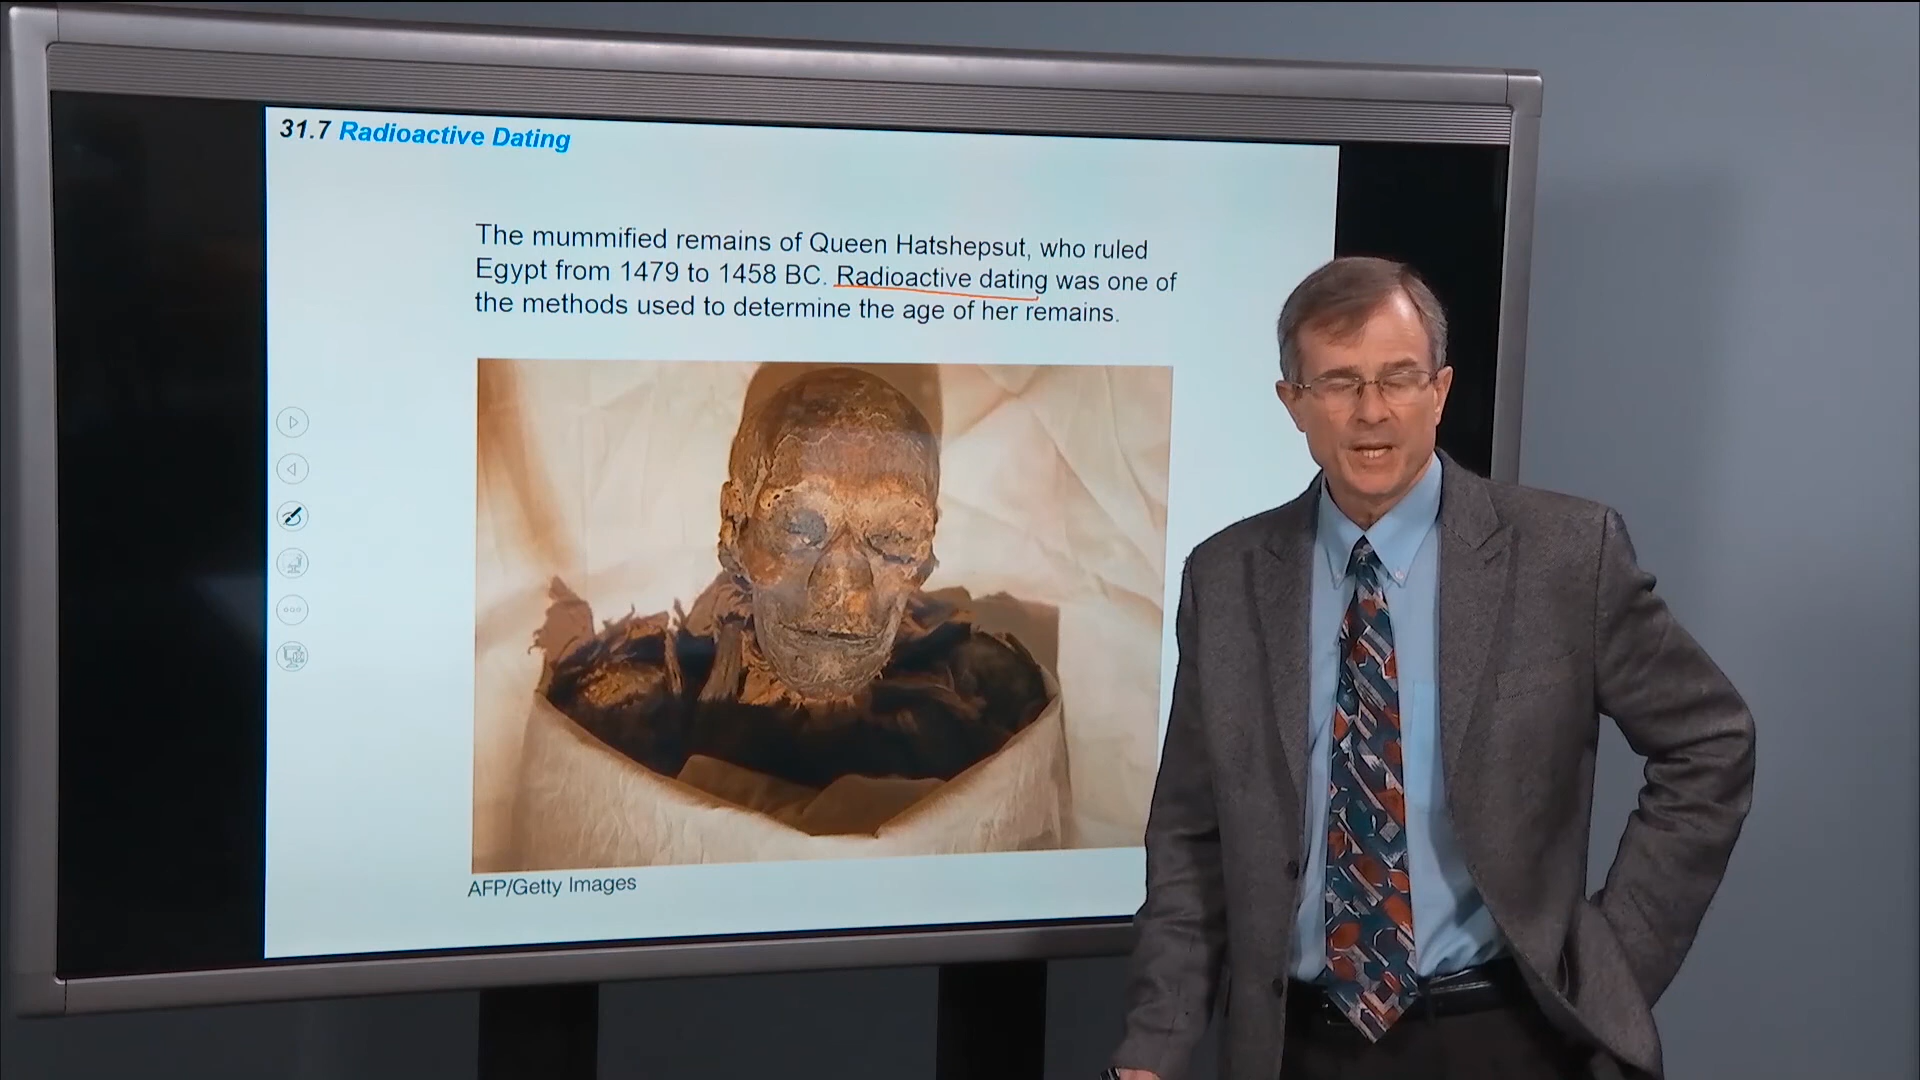 31.7 Radioactive Dating
The mummified remains of Queen Hatshepsut, who ruled
Egypt from 1479 to 1458 BC. Radioactive dating was one of
the methods used to determine the age of her remains.
AFP/Getty Images